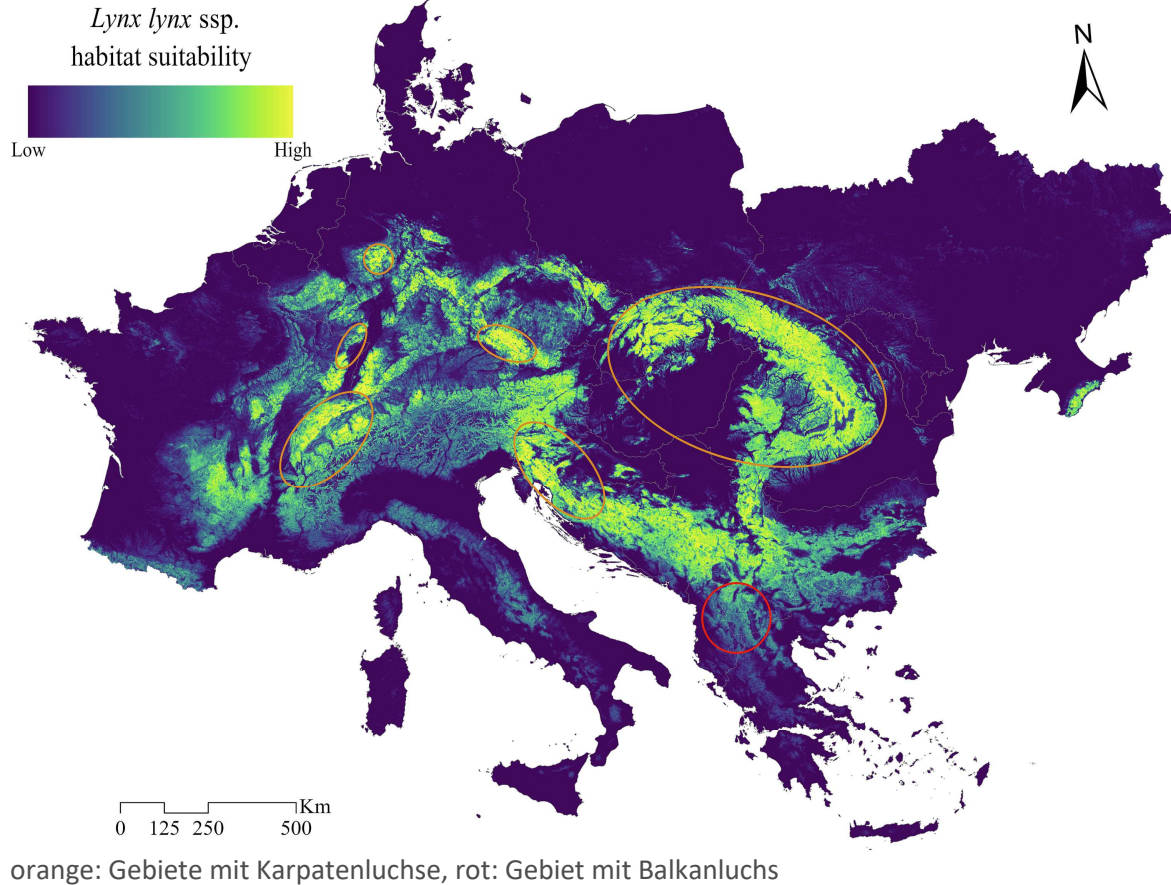 Lynx lynx ssp.
habitat suitability
Low High
N
Km
0 125 250 500
orange: Gebiete mit Karpatenluchse, rot: Gebiet mit Balkanluchs